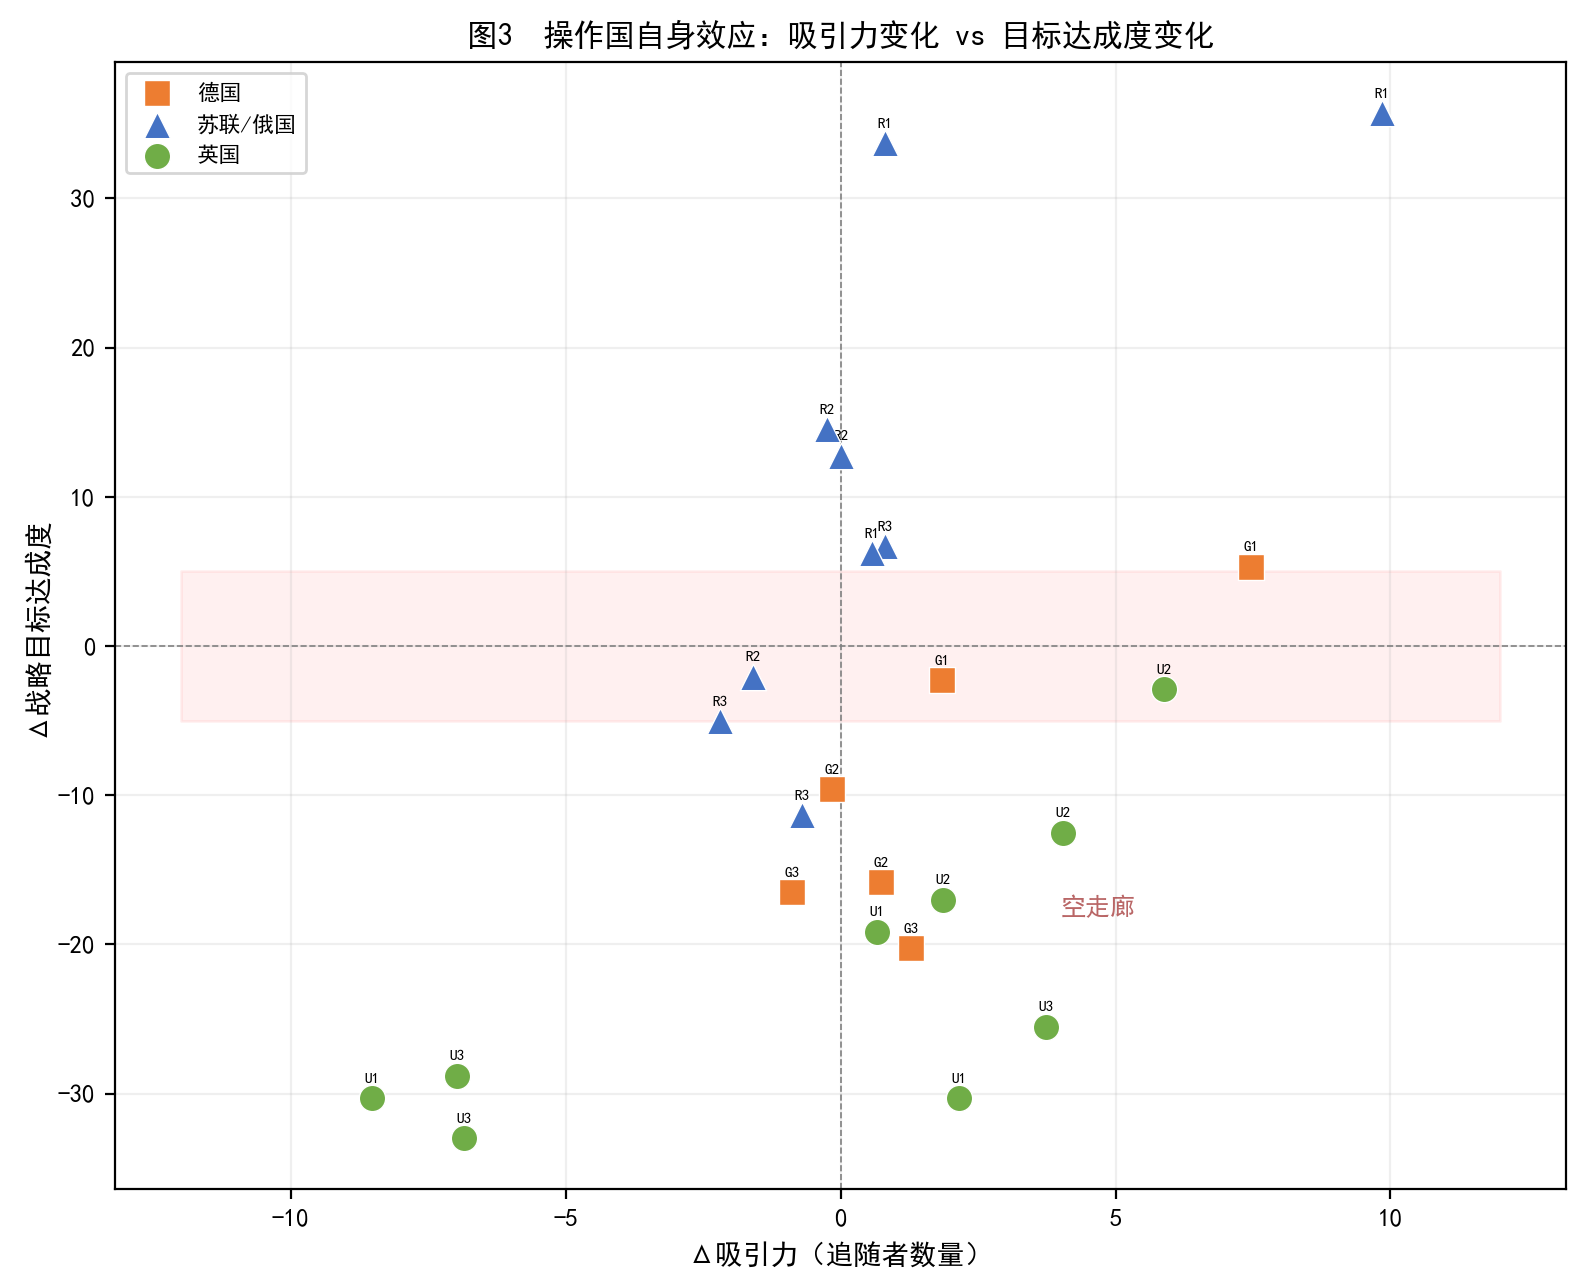 图3 操作国自身效应：吸引力变化 vs 目标达成度变化
德国
苏联/俄国
英国
R1
R1
R2
R2
R1
R3
G1
R2
G1
U2
R3
G2
R3
U2
G2
G3
U2
空走廊
U1
G3
U3
U3
U1
U1
U3
30
20
10
0
−10
−20
−30
−10
−5
0
5
10
Δ战略目标达成度
Δ吸引力（追随者数量）